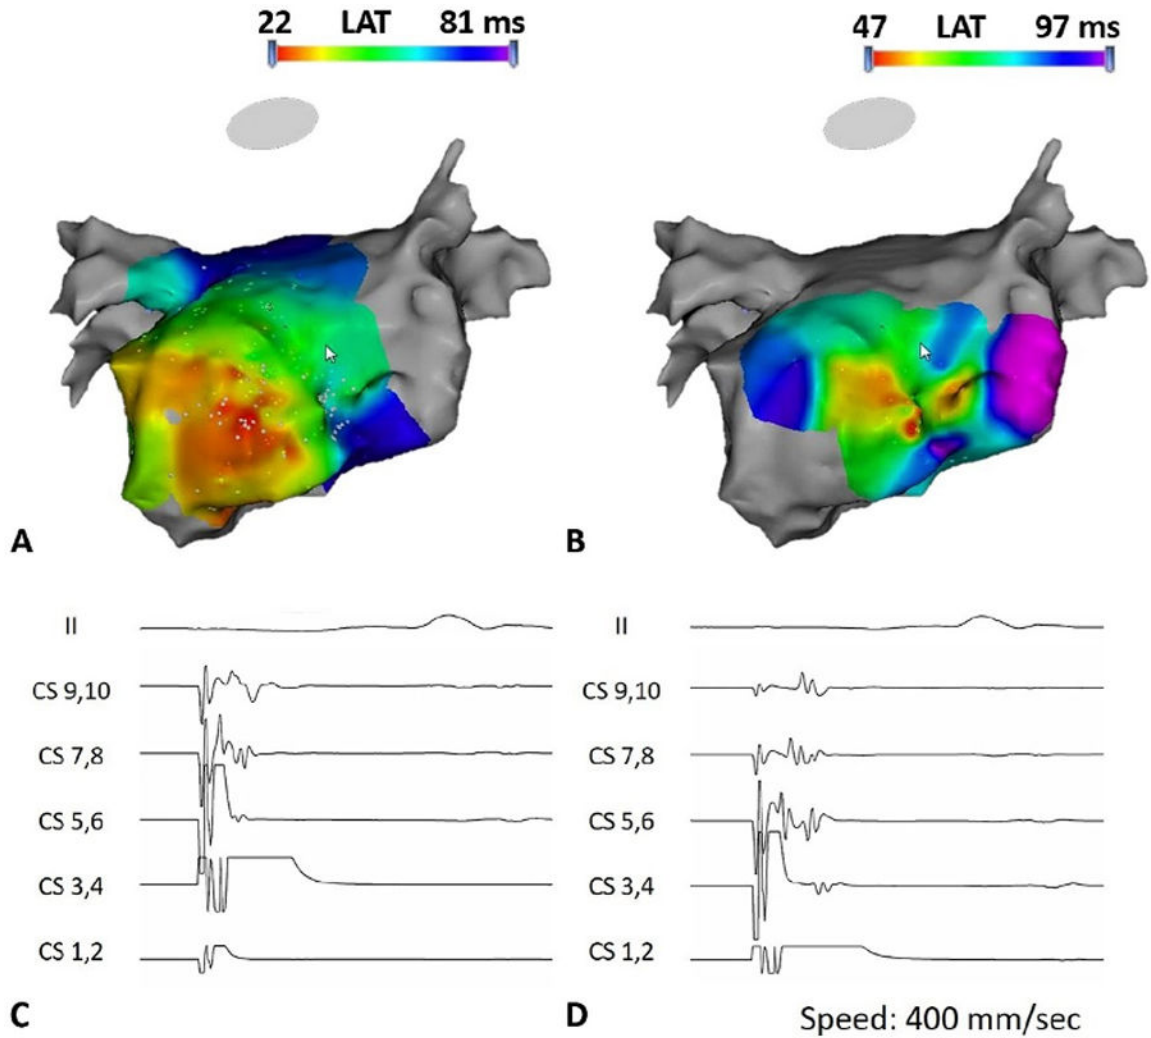 22 LAT 81 ms
47 LAT 97 ms
A
B
II
CS 9,10
CS 7,8
CS 5,6
CS 3,4
CS 1,2
II
CS 9,10
CS 7,8
CS 5,6
CS 3,4
CS 1,2
C
D
Speed: 400 mm/sec